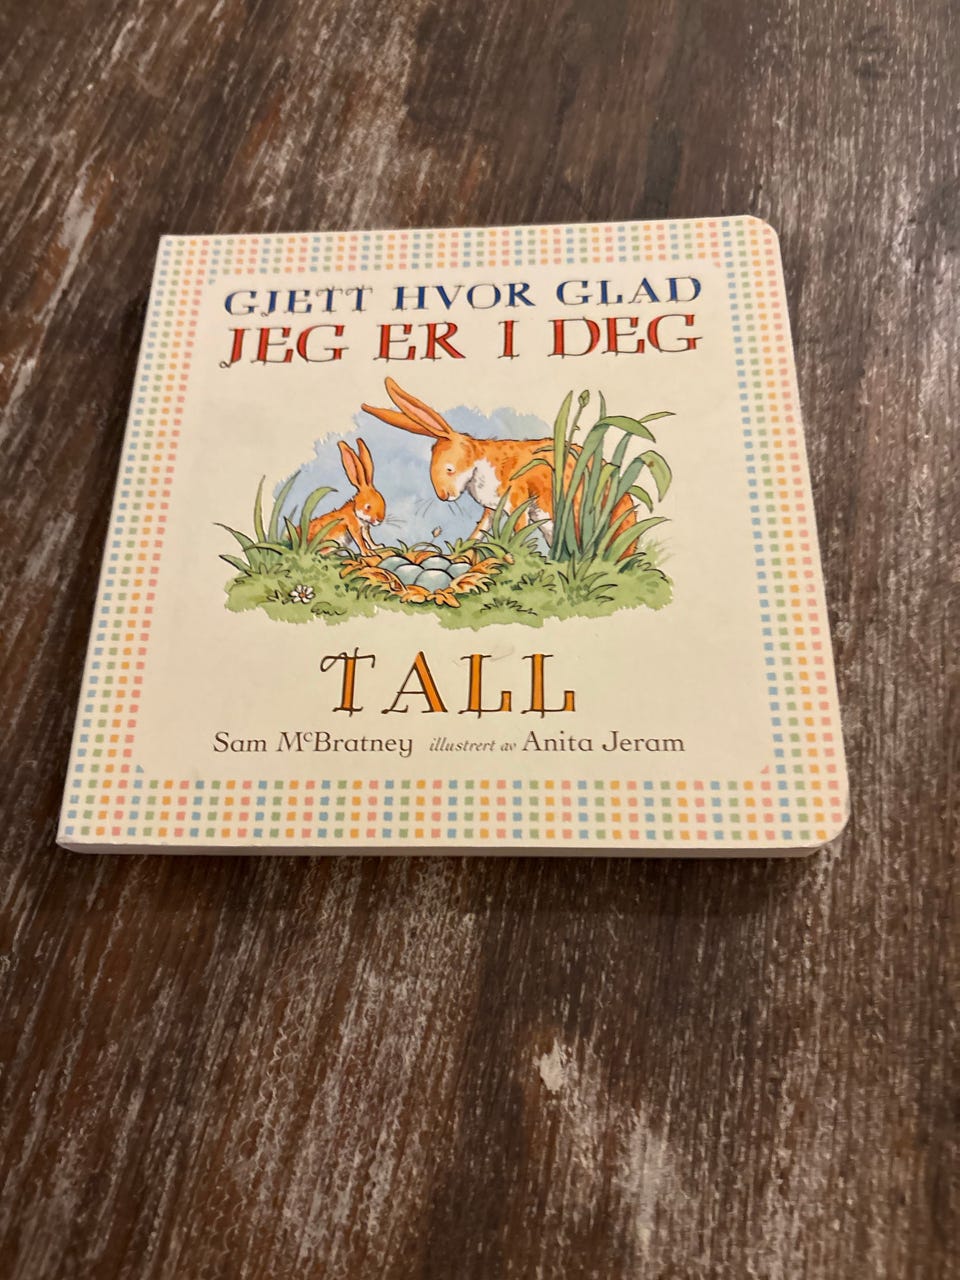 GJETT HVOR GLAD
JEG ER I DEG
TALL
Sam McBratney illustrert av Anita Jeram